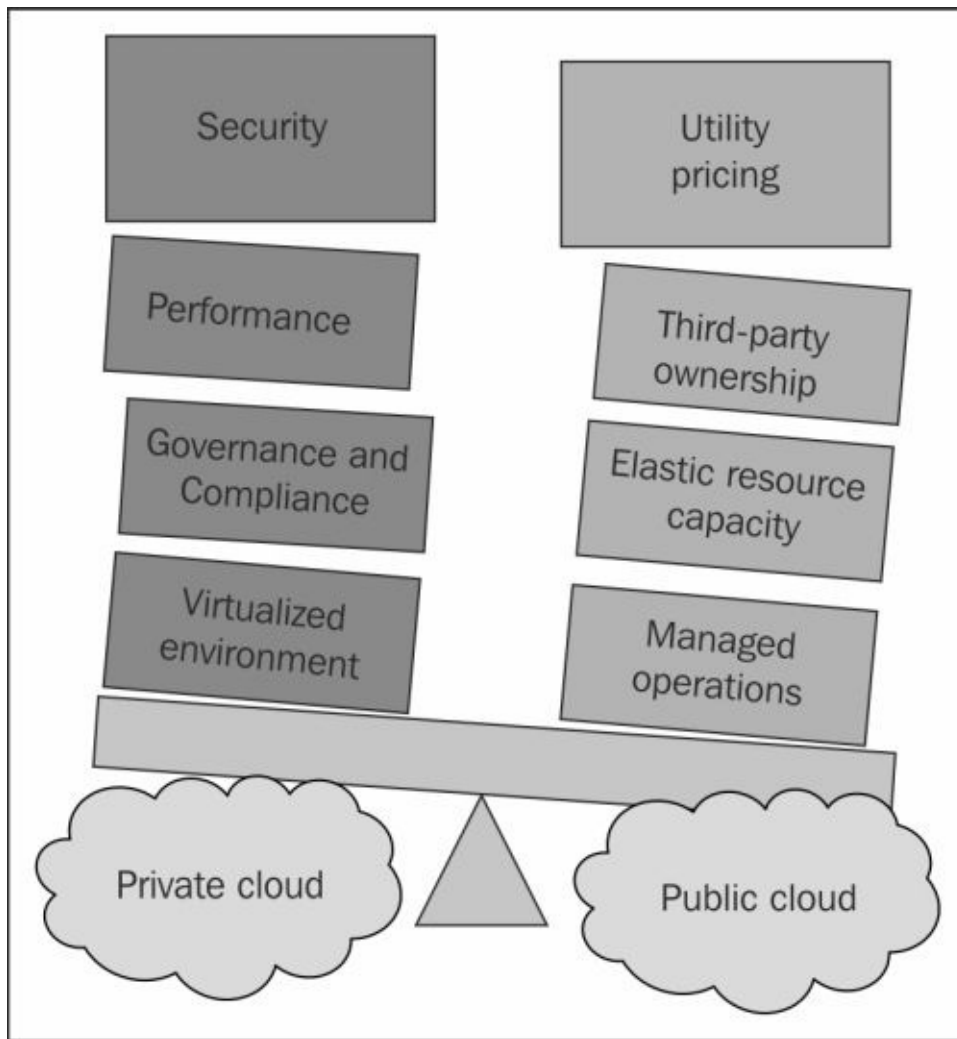 Security
Performance
Governance and
Compliance
Virtualized
environment
Private cloud
Utility
pricing
Third-party
ownership
Elastic resource
capacity
Managed
operations
Public cloud